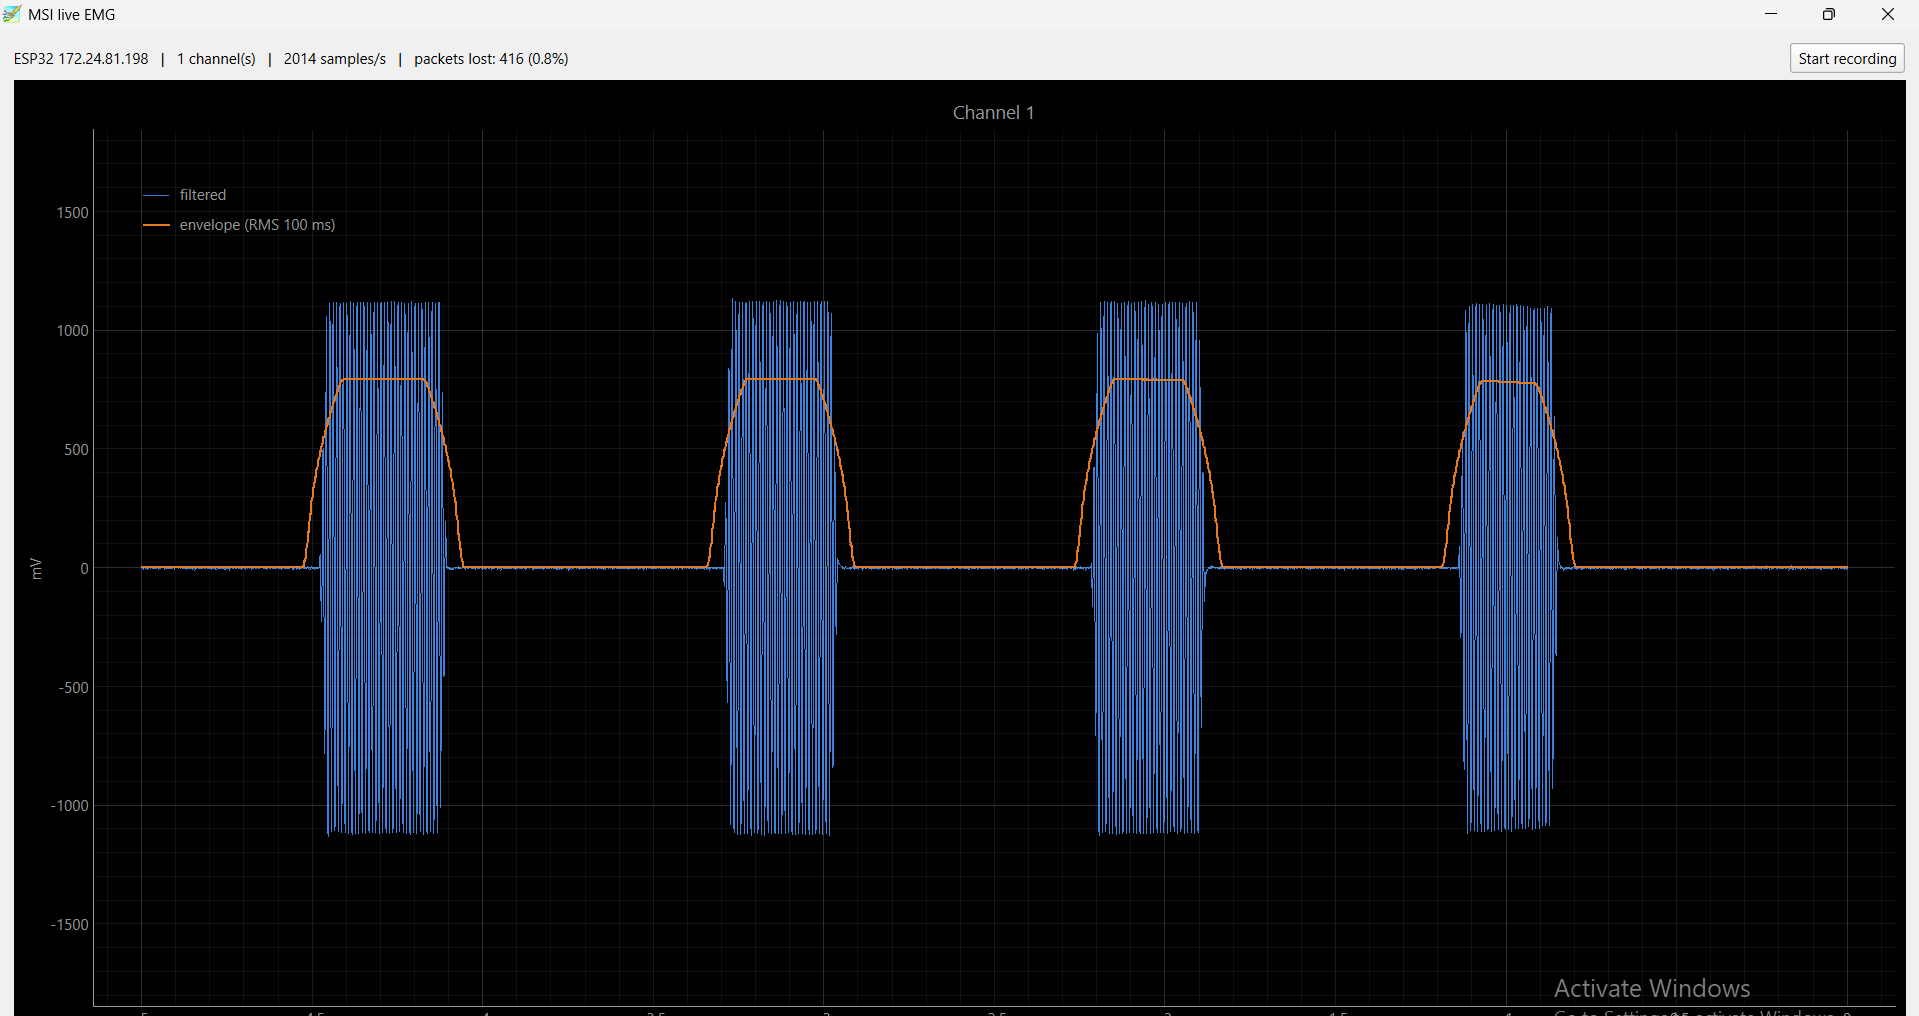 MSI live EMG
ESP32 172.24.81.198 | 1 channel(s) | 2014 samples/s | packets lost: 416 (0.8%)
Start recording
Channel 1
filtered
envelope (RMS 100 ms)
1500
1000
500
0
-500
-1000
-1500
mV
Activate Windows